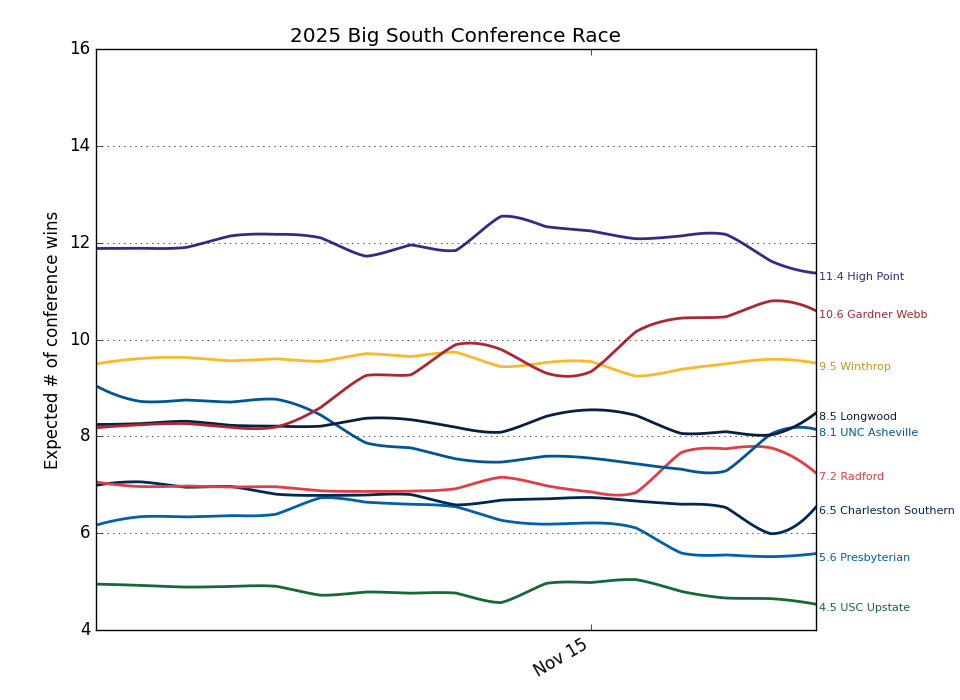 2025 Big South Conference Race
Expected # of conference wins
16
14
12
10
8
6
4
Nov 15
11.4 High Point
10.6 Gardner Webb
9.5 Winthrop
8.5 Longwood
8.1 UNC Asheville
7.2 Radford
6.5 Charleston Southern
5.6 Presbyterian
4.5 USC Upstate